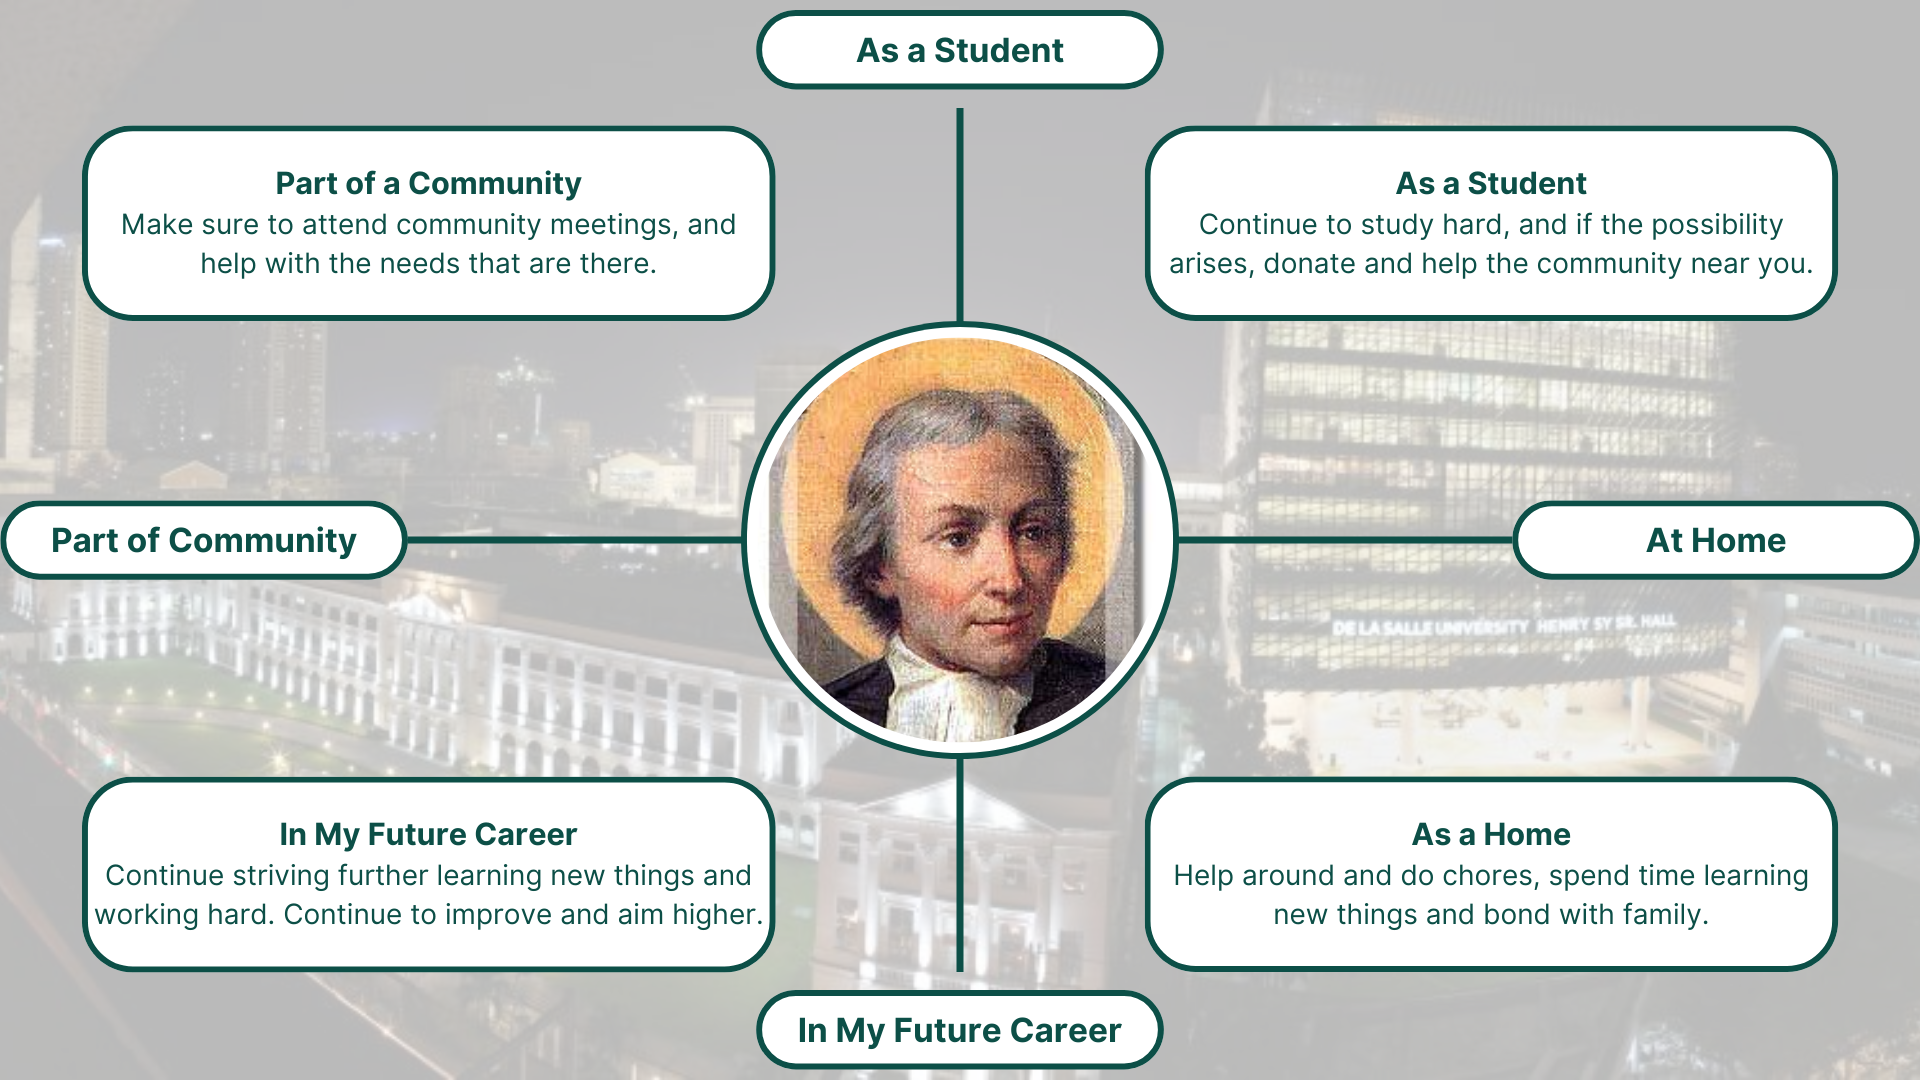 As a Student
Part of a Community
Make sure to attend community meetings, and
help with the needs that are there.
As a Student
Continue to study hard, and if the possibility
arises, donate and help the community near you.
Part of Community
At Home
DE LA SALLE UNIVERSITY HENRY SY SR. HALL
In My Future Career
Continue striving further learning new things and
working hard. Continue to improve and aim higher.
As a Home
Help around and do chores, spend time learning
new things and bond with family.
In My Future Career